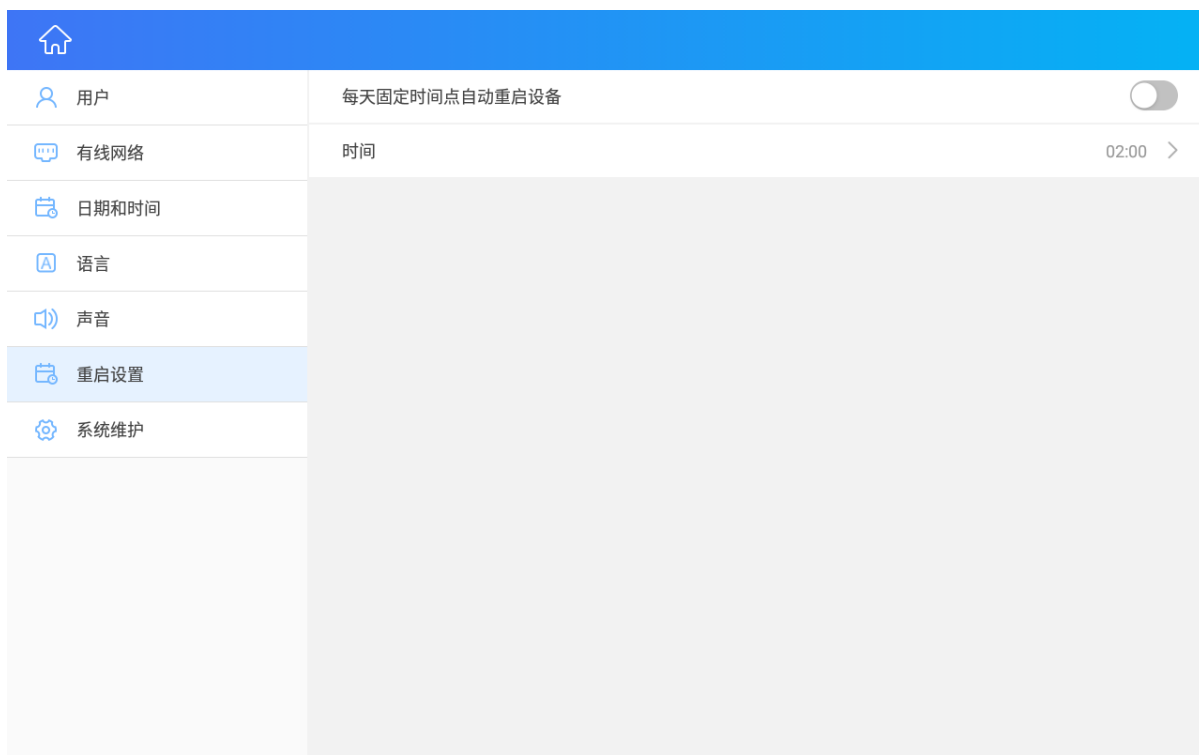 用户
有线网络
日期和时间
语言
声音
重启设置
系统维护
每天固定时间点自动重启设备
时间 02:00